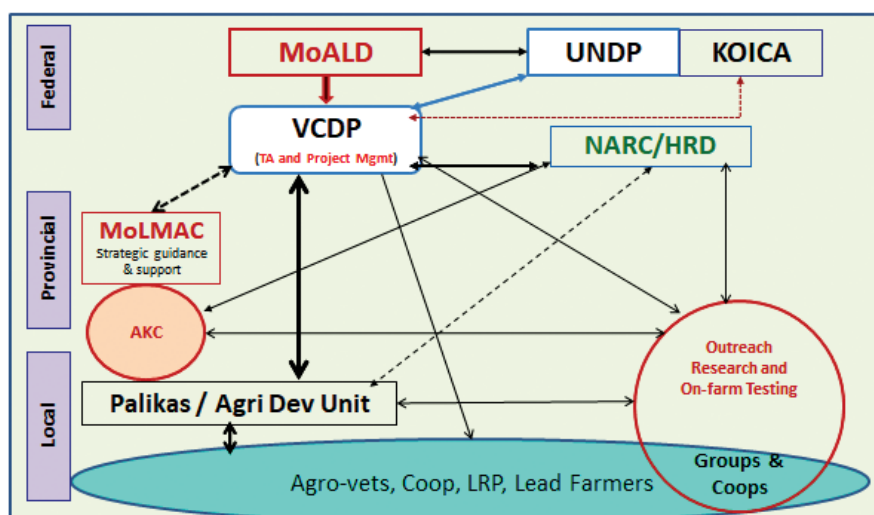 Federal
MoALD
UNDP
KOICA
VCDP
(TA and Project Mgmt)
NARC/HRD
Provincial
MoLMAC
Strategic guidance
& support
AKC
Outreach
Research and
On-farm Testing
Local
Palikas / Agri Dev Unit
Agro-vets, Coop, LRP, Lead Farmers
Groups &
Coops